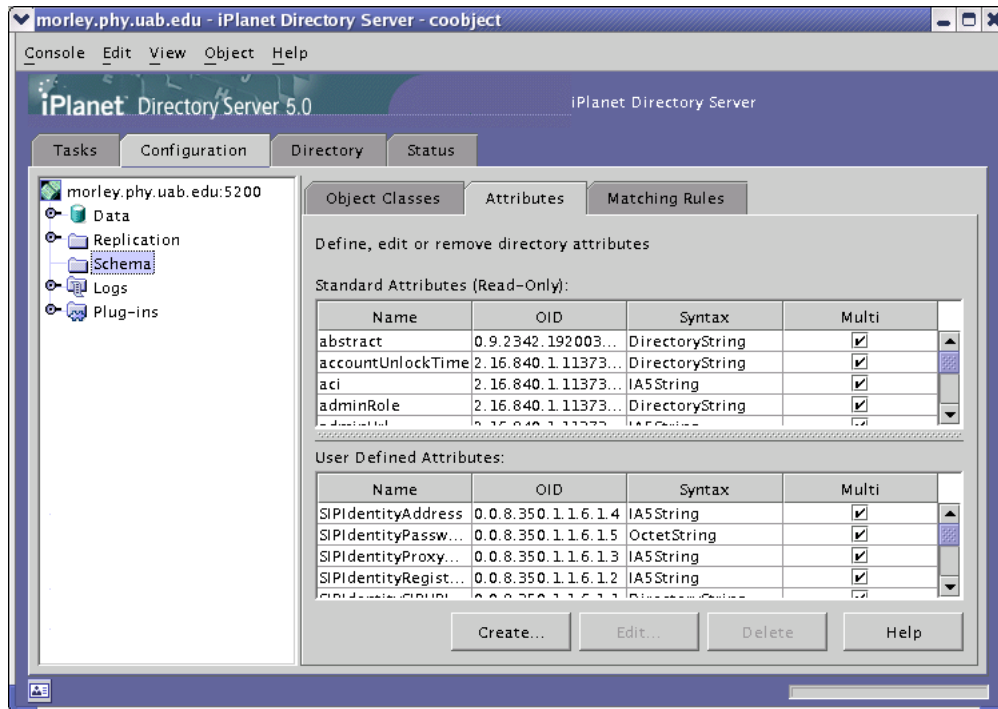 morley.phy.uab.edu - iPlanet Directory Server - coobject
Console Edit View Object Help
iPlanet Directory Server 5.0
iPlanet Directory Server
Tasks Configuration Directory Status
morley.phy.uab.edu:5200
Data
Replication
Schema
Logs
Plug-ins
Object Classes Attributes Matching Rules
Define, edit or remove directory attributes
Standard Attributes (Read-Only):
Name OID Syntax Multi
abstract 0.9.2342.192003... DirectoryString
accountUnlockTime 2.16.840.1.11373... DirectoryString
aci 2.16.840.1.11373... IA5String
adminRole 2.16.840.1.11373... DirectoryString
User Defined Attributes:
Name OID Syntax Multi
SIPIdentityAddress 0.0.8.350.1.1.6.1.4 IA5String
SIPIdentityPassw... 0.0.8.350.1.1.6.1.5 OctetString
SIPIdentityProxy... 0.0.8.350.1.1.6.1.3 IA5String
SIPIdentityRegist... 0.0.8.350.1.1.6.1.2 IA5String
Create... Edit... Delete Help